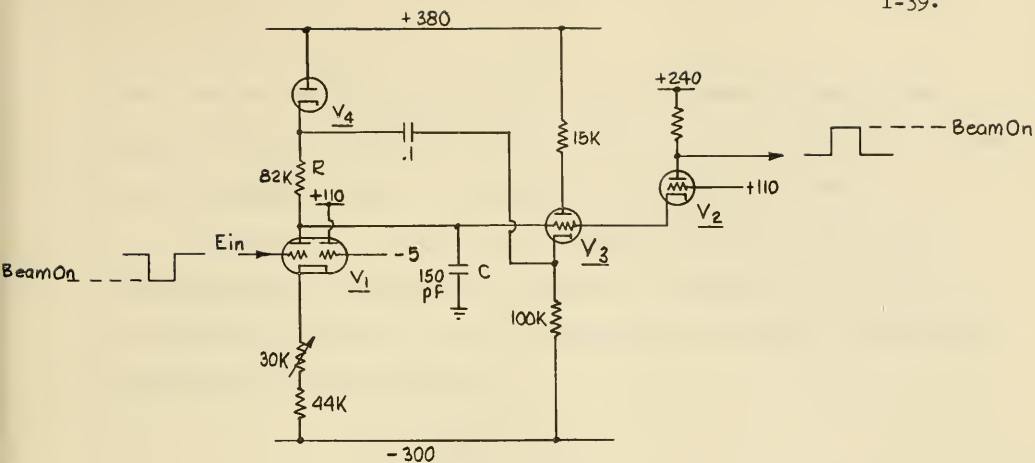 1-39.
+380
+240
V4
BeamOn
.1
15K
R
82K
+110
+110
V2
Ein
-5
V3
BeamOn
V1
150
pF
C
100K
30K
44K
-300